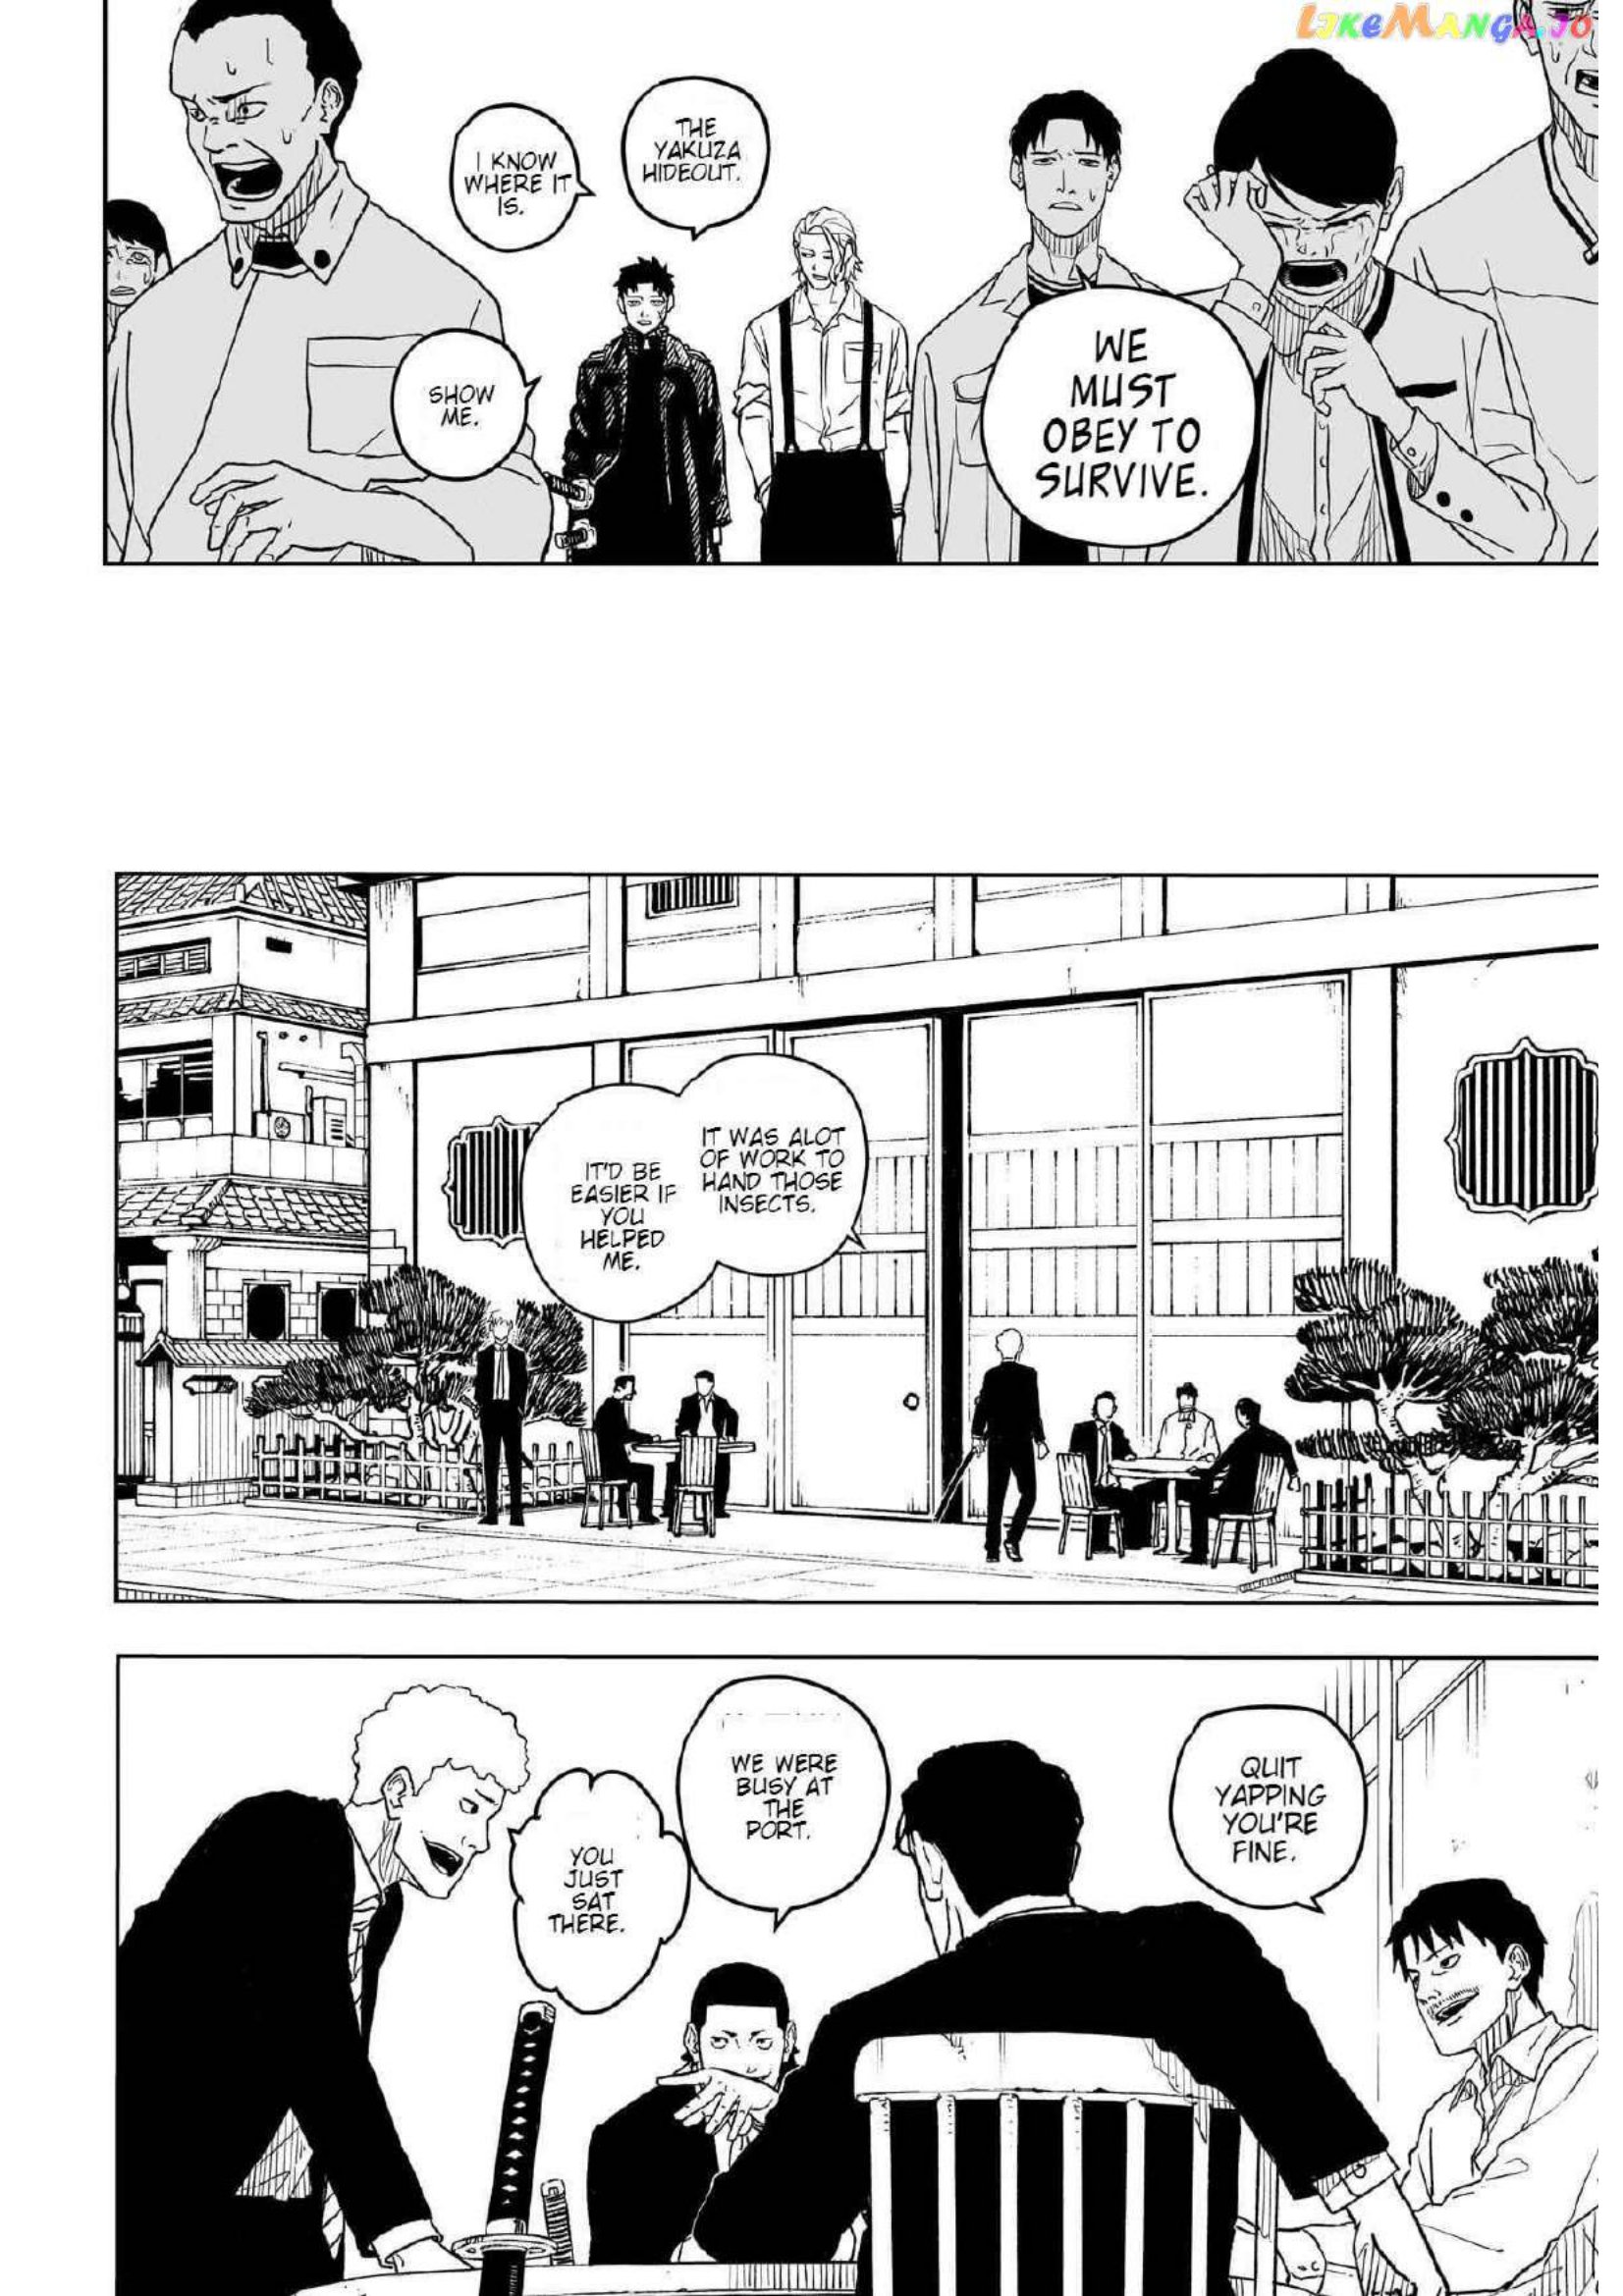 LIKEMANGA.IO
WE
MUST
OBEY TO
SURVIVE.
THE
YAKUZA
HIDEOUT.
I KNOW
WHERE IT
IS.
SHOW
ME.
IT WAS ALOT
OF WORK TO
HAND THOSE
INSECTS.
IT'D BE
EASIER IF
YOU
HELPED
ME.
QUIT
YAPPING
YOU'RE
FINE.
WE WERE
BUSY AT
THE
PORT.
YOU
JUST
SAT
THERE.